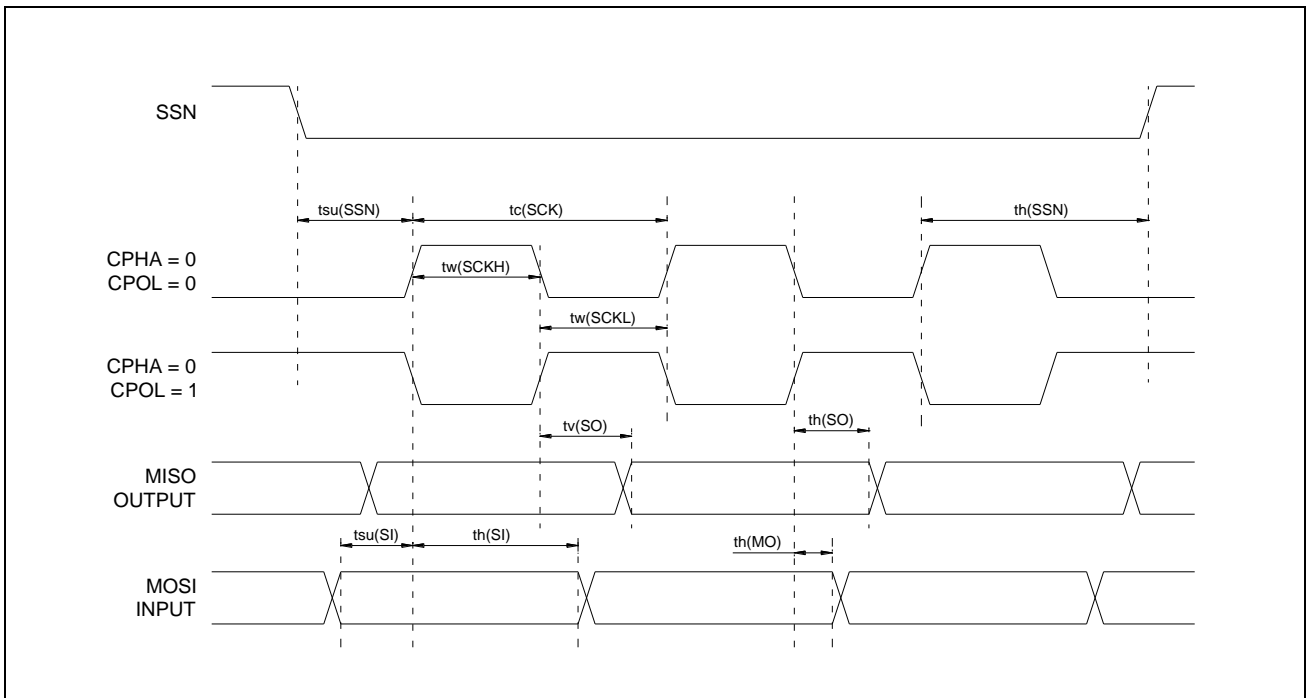 SSN
tsu(SSN)
tc(SCK)
th(SSN)
CPHA = 0
CPOL = 0
tw(SCKH)
tw(SCKL)
CPHA = 0
CPOL = 1
th(SO)
tv(SO)
MISO
OUTPUT
tsu(SI)
th(SI)
th(MO)
MOSI
INPUT